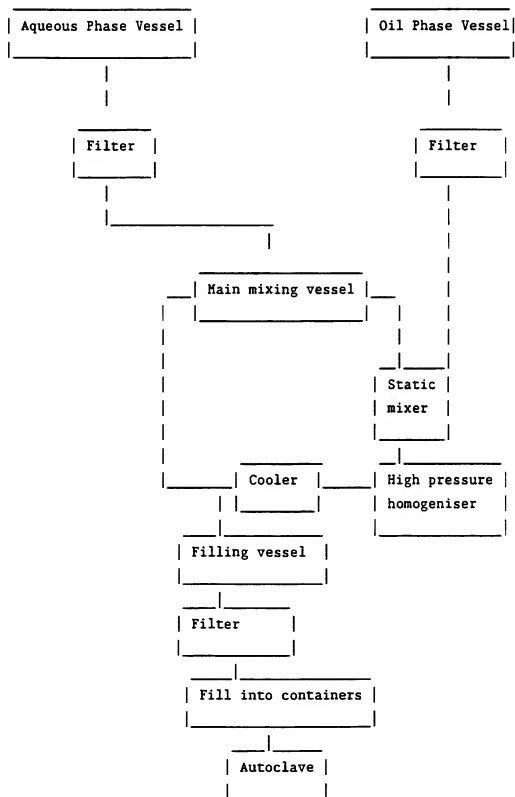 Aqueous Phase Vessel
Oil Phase Vessel
Filter
Filter
Main mixing vessel
Static
mixer
Cooler
High pressure
homogeniser
Filling vessel
Filter
Fill into containers
Autoclave